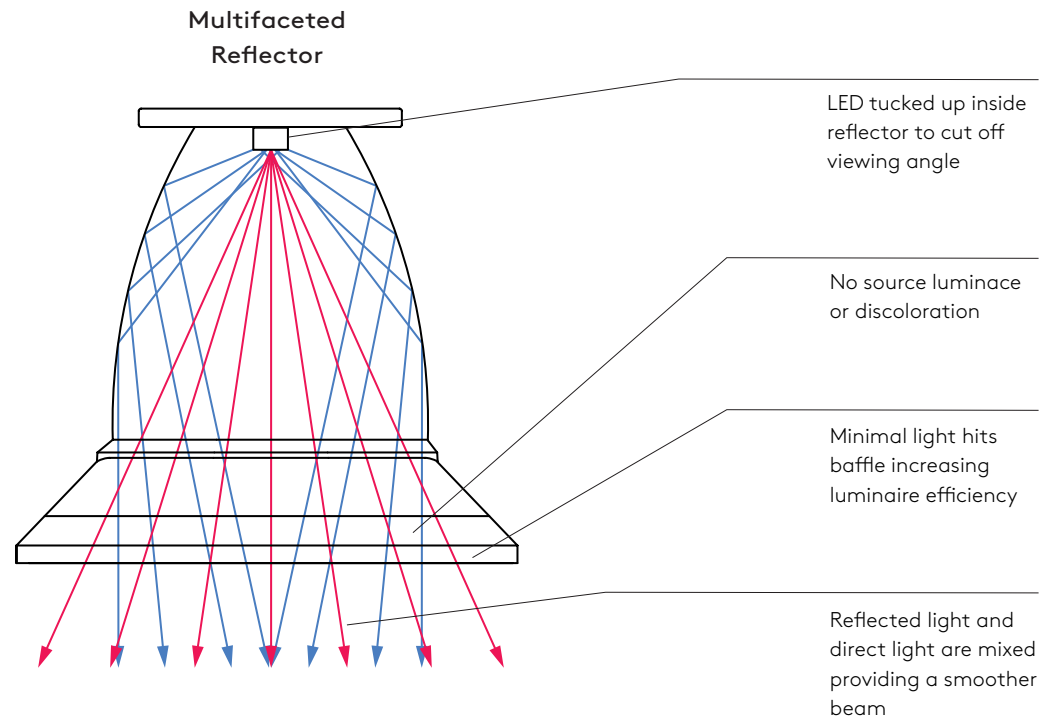 Multifaceted
Reflector
LED tucked up inside
reflector to cut off
viewing angle
No source luminace
or discoloration
Minimal light hits
baffle increasing
luminaire efficiency
Reflected light and
direct light are mixed
providing a smoother
beam